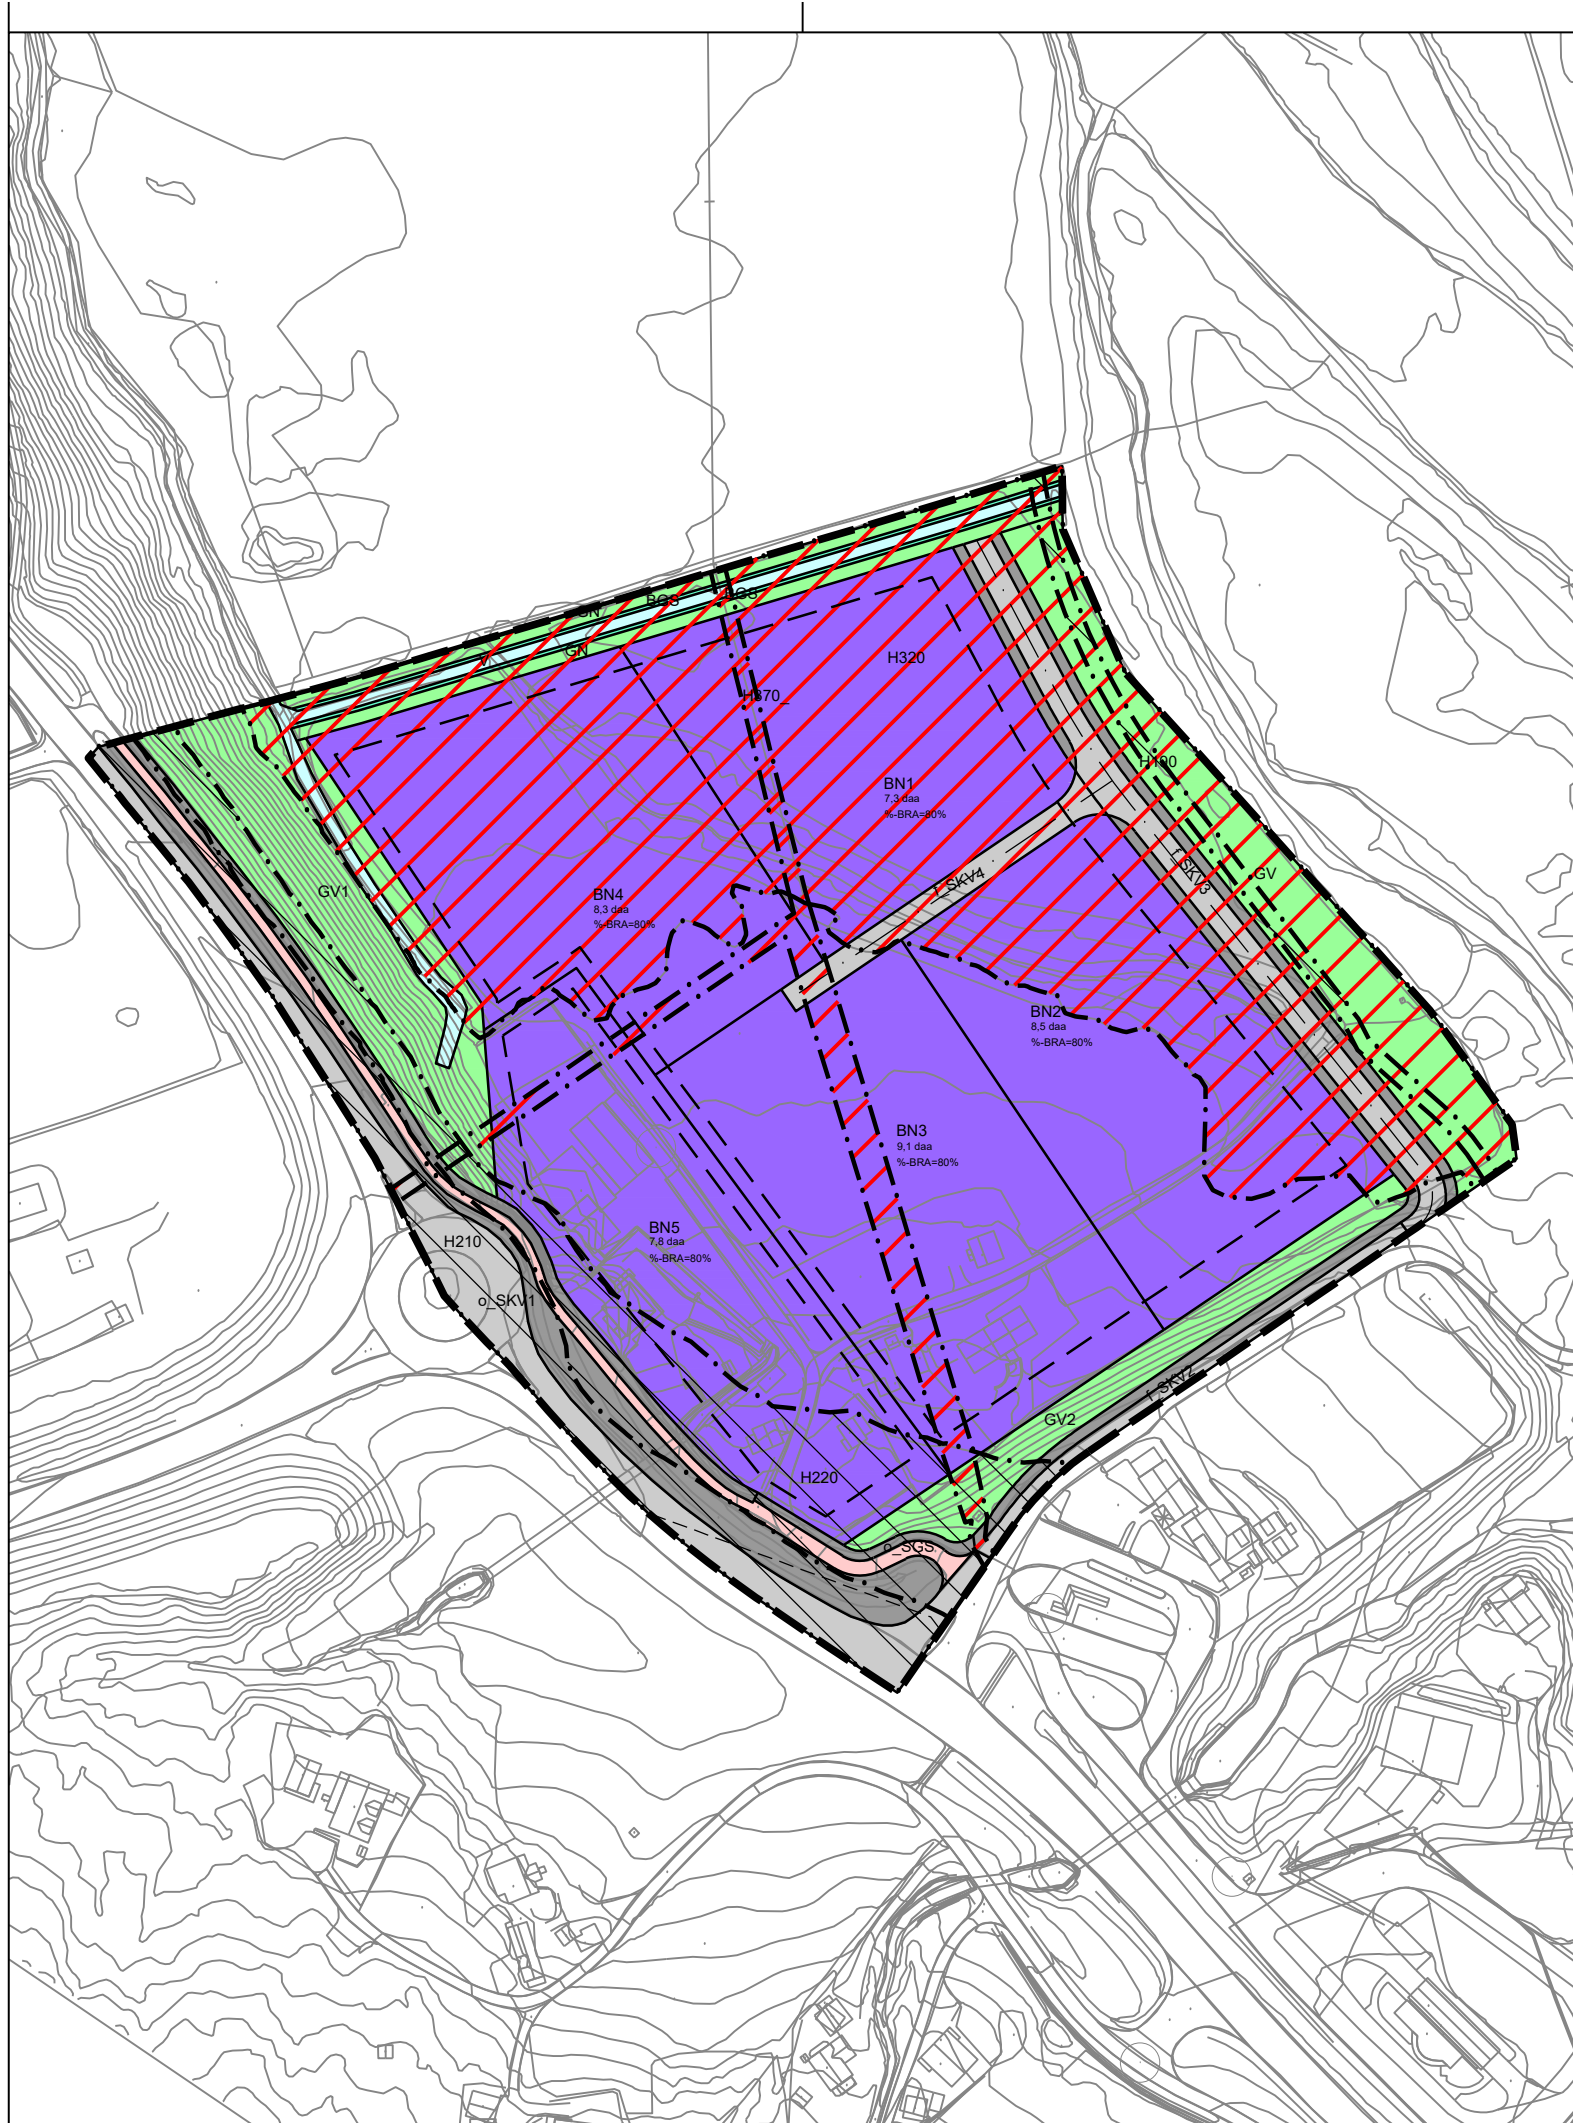 GN
BGS
BGS
GN
V
H320
H370_
H190
BN1
7,3 daa
%-BRA=80%
GV1
BN4
8,3 daa
%-BRA=80%
f_SKV4
f_SKV3
GV
BN2
8,5 daa
%-BRA=80%
BN3
9,1 daa
%-BRA=80%
BN5
7,8 daa
%-BRA=80%
H210
o_SKV1
f_SKV2
GV2
H220
o_SGS